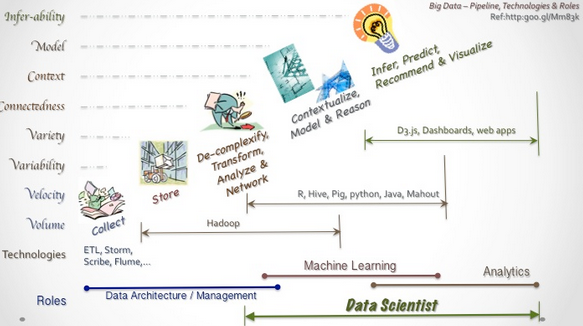 Big Data – Pipeline, Technologies & Roles
Ref:http:goo.gl/Mm83k
Infer-ability
Model
Context
Connectedness
Variety
Variability
Velocity
Volume
Technologies
Roles
Collect
Store
De-complexify,
Transform,
Analyze &
Network
Contextualize,
Model & Reason
Infer, Predict,
Recommend & Visualize
D3.js, Dashboards, web apps
R, Hive, Pig, python, Java, Mahout
Hadoop
ETL, Storm,
Scribe, Flume,...
Machine Learning
Analytics
Data Architecture / Management
Data Scientist